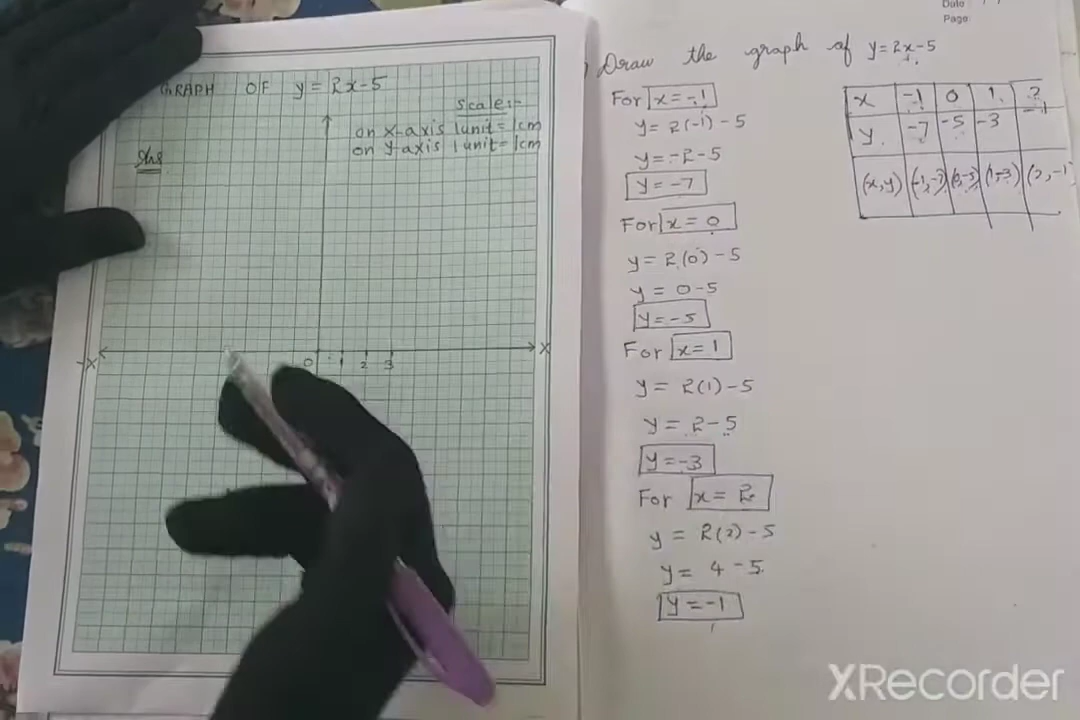 GRAPH OF y = 2x-5
Scale:-
on x-axis 1unit = 1cm
on y-axis 1unit = 1cm
Ans
-X
0 1 2 3
X
Date
Page
Draw the graph of y=2x-5
For x = -1
y = 2(-1) - 5
y = -2-5
y = -7
For x = 0
y = 2(0) - 5
y = 0-5
y = -5
For x = 1
y = 2(1) - 5
y = 2-5
y = -3
For x = 2
y = 2(2) - 5
y = 4 - 5
y = -1
x -1 0 1 2
y -7 -5 -3 -1
(x,y) (-1,-7) (0,-5) (1,-3) (2,-1
XRecorder